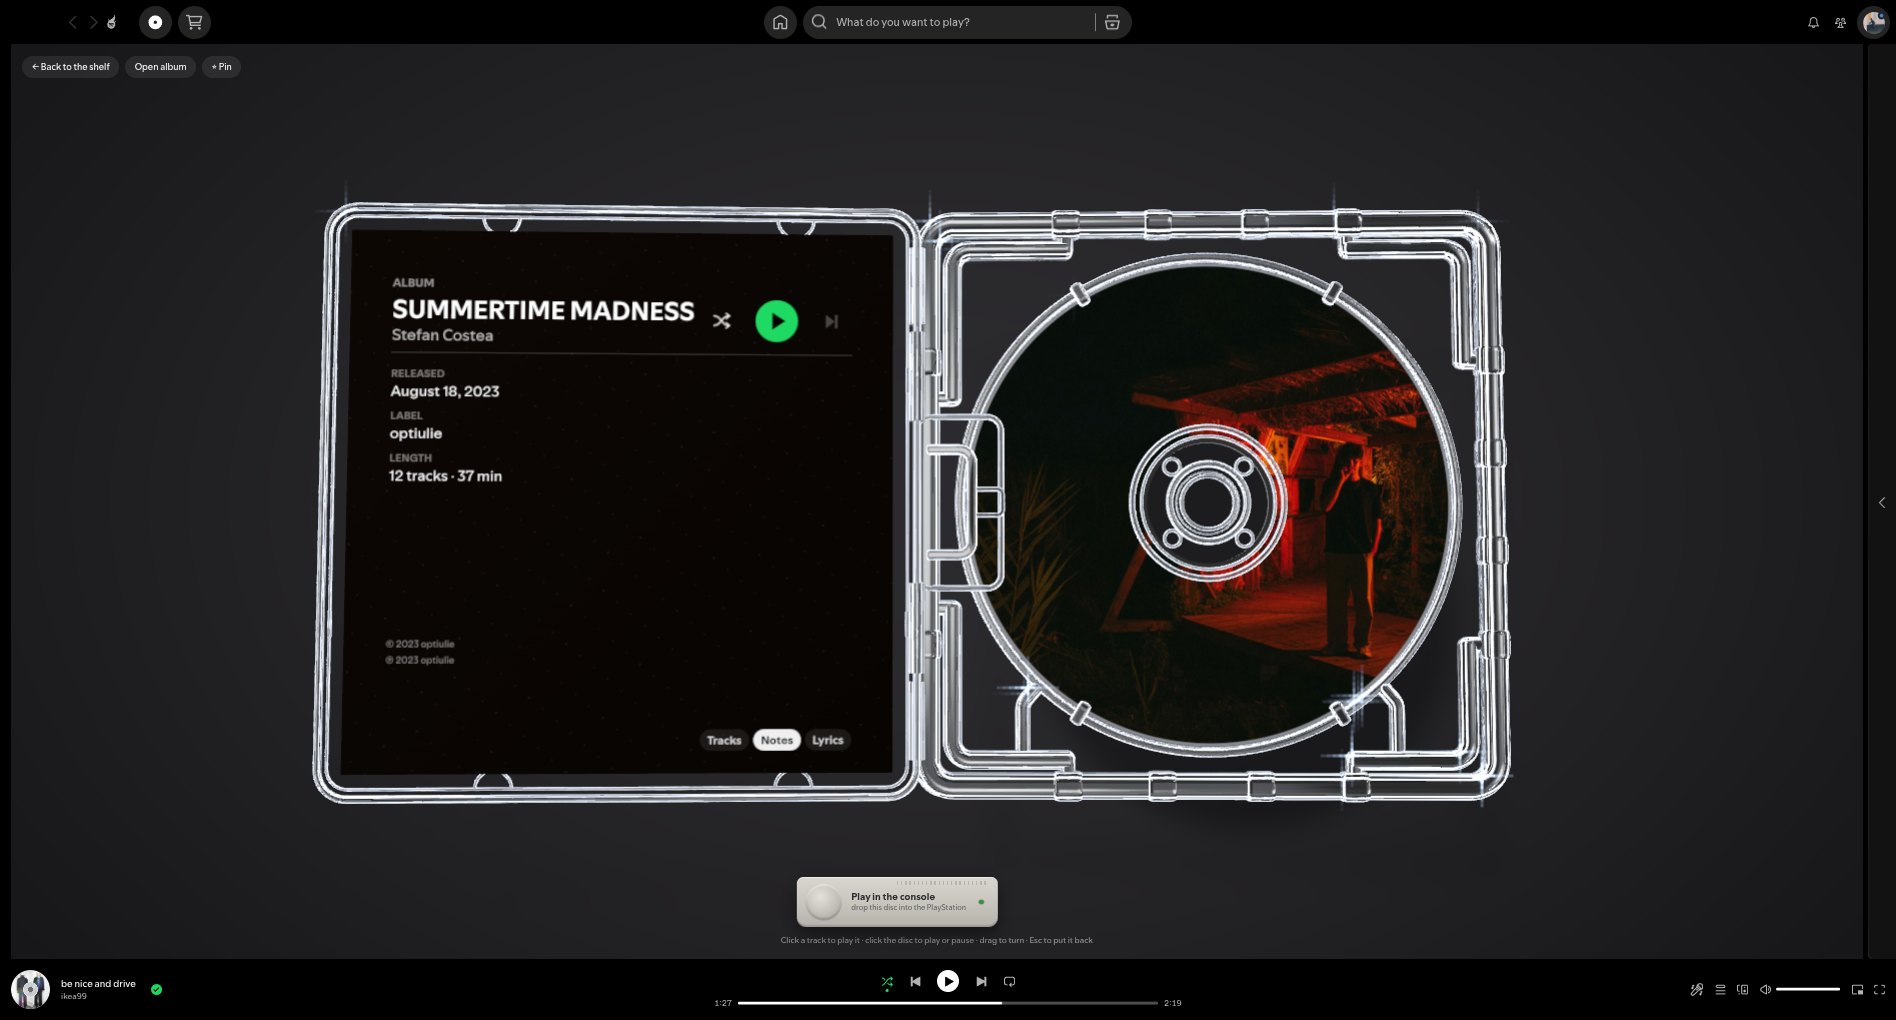 What do you want to play?
← Back to the shelf
Open album
+ Pin
ALBUM
SUMMERTIME MADNESS
Stefan Costea
RELEASED
August 18, 2023
LABEL
optiulie
LENGTH
12 tracks · 37 min
© 2023 optiulie
℗ 2023 optiulie
Tracks
Notes
Lyrics
Play in the console
drop this disc into the PlayStation
Click a track to play it · click the disc to play or pause · drag to turn · Esc to put it back
be nice and drive
ikea99
1:27
2:19